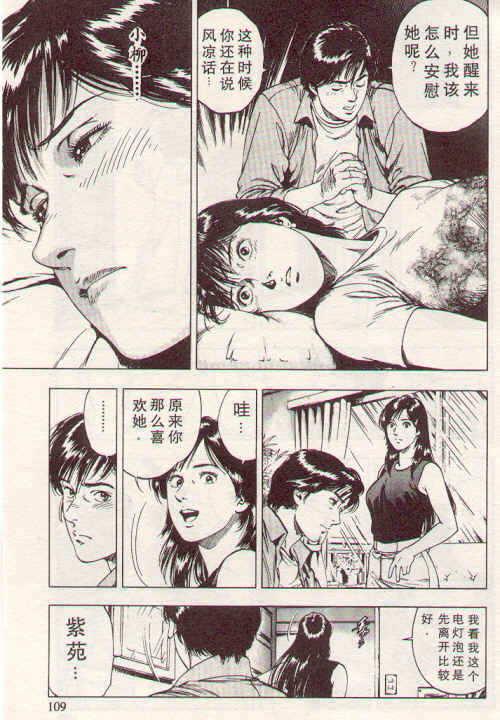 但她醒来
时，我该
怎么安慰
她呢？
这种时候
你还在说
风凉话…
小柳………
哇…
原来你
那么喜
欢她．
………
我看我这个
电灯泡还是
先离开比较
好．
紫苑…
109